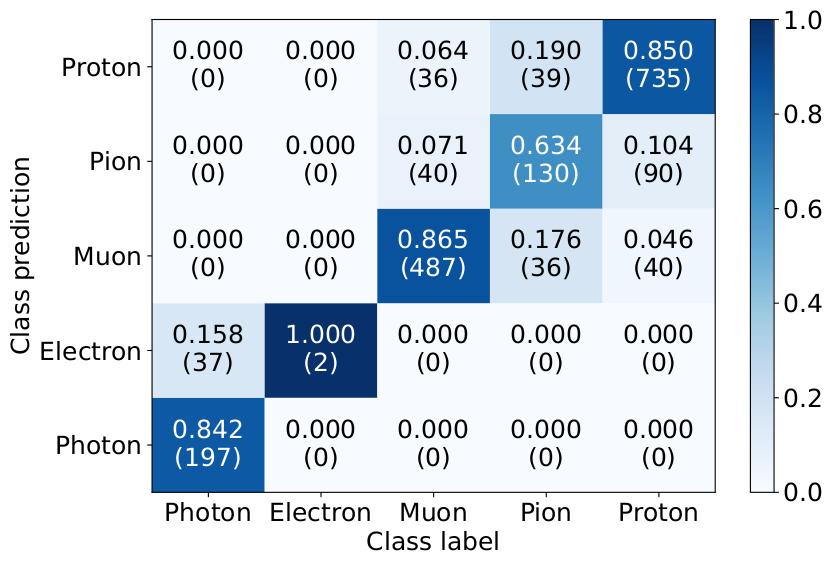 Class prediction
Proton
0.000 0.000 0.064 0.190 0.850
(0) (0) (36) (39) (735)
Pion
0.000 0.000 0.071 0.634 0.104
(0) (0) (40) (130) (90)
Muon
0.000 0.000 0.865 0.176 0.046
(0) (0) (487) (36) (40)
Electron
0.158 1.000 0.000 0.000 0.000
(37) (2) (0) (0) (0)
Photon
0.842 0.000 0.000 0.000 0.000
(197) (0) (0) (0) (0)
Photon Electron Muon Pion Proton
Class label
1.0
0.8
0.6
0.4
0.2
0.0